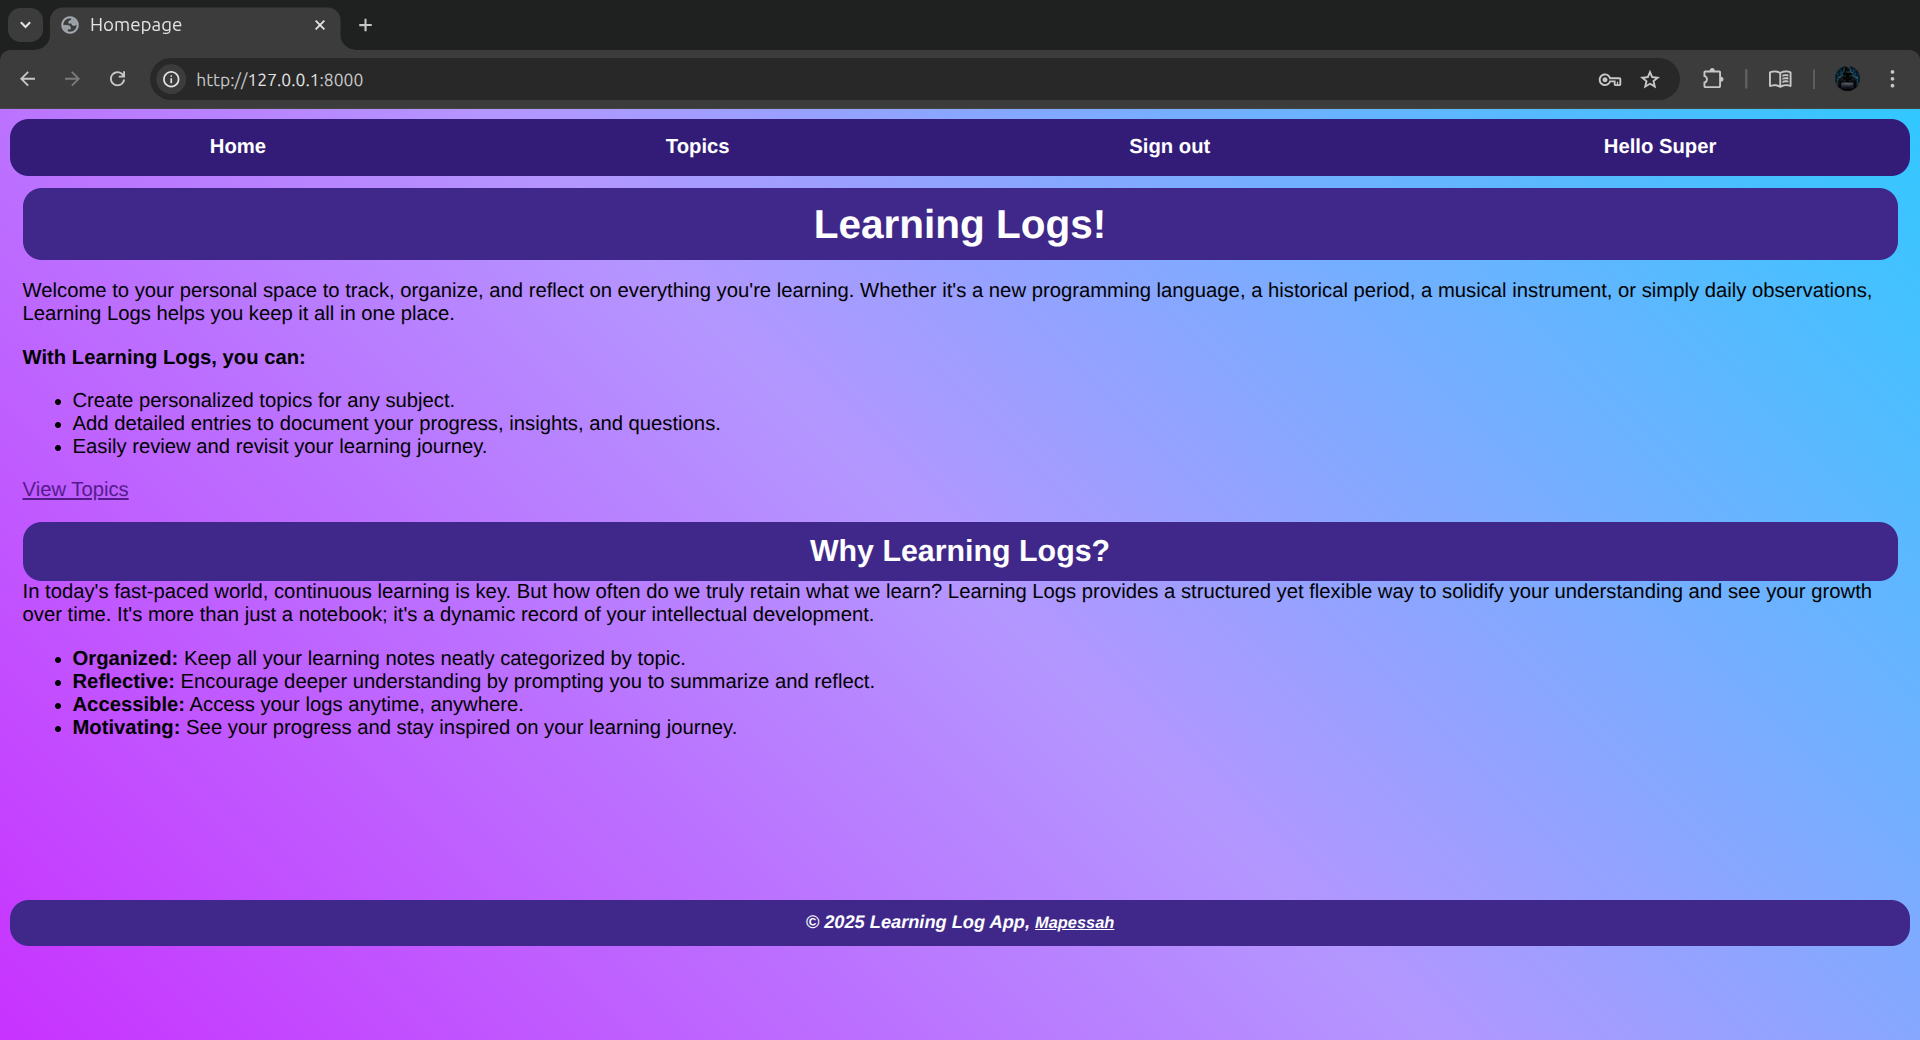 Homepage
http://127.0.0.1:8000
Home
Topics
Sign out
Hello Super
Learning Logs!
Welcome to your personal space to track, organize, and reflect on everything you're learning. Whether it's a new programming language, a historical period, a musical instrument, or simply daily observations,
Learning Logs helps you keep it all in one place.
With Learning Logs, you can:
• Create personalized topics for any subject.
• Add detailed entries to document your progress, insights, and questions.
• Easily review and revisit your learning journey.
View Topics
Why Learning Logs?
In today's fast-paced world, continuous learning is key. But how often do we truly retain what we learn? Learning Logs provides a structured yet flexible way to solidify your understanding and see your growth
over time. It's more than just a notebook; it's a dynamic record of your intellectual development.
• Organized: Keep all your learning notes neatly categorized by topic.
• Reflective: Encourage deeper understanding by prompting you to summarize and reflect.
• Accessible: Access your logs anytime, anywhere.
• Motivating: See your progress and stay inspired on your learning journey.
© 2025 Learning Log App, Mapessah